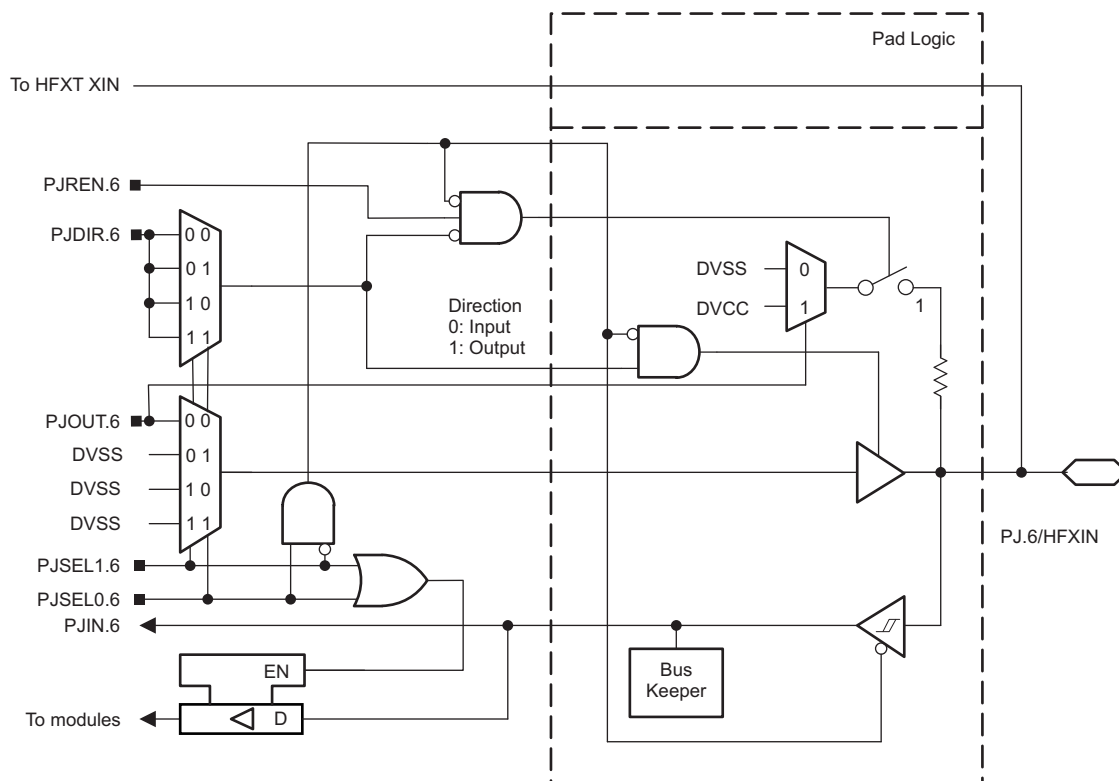 Pad Logic
To HFXT XIN
PJREN.6
PJDIR.6
0 0
0 1
1 0
1 1
Direction
0: Input
1: Output
DVSS
0
DVCC
1
1
PJOUT.6
0 0
DVSS
0 1
DVSS
1 0
DVSS
1 1
PJSEL1.6
PJSEL0.6
PJIN.6
PJ.6/HFXIN
Bus
Keeper
EN
To modules
D